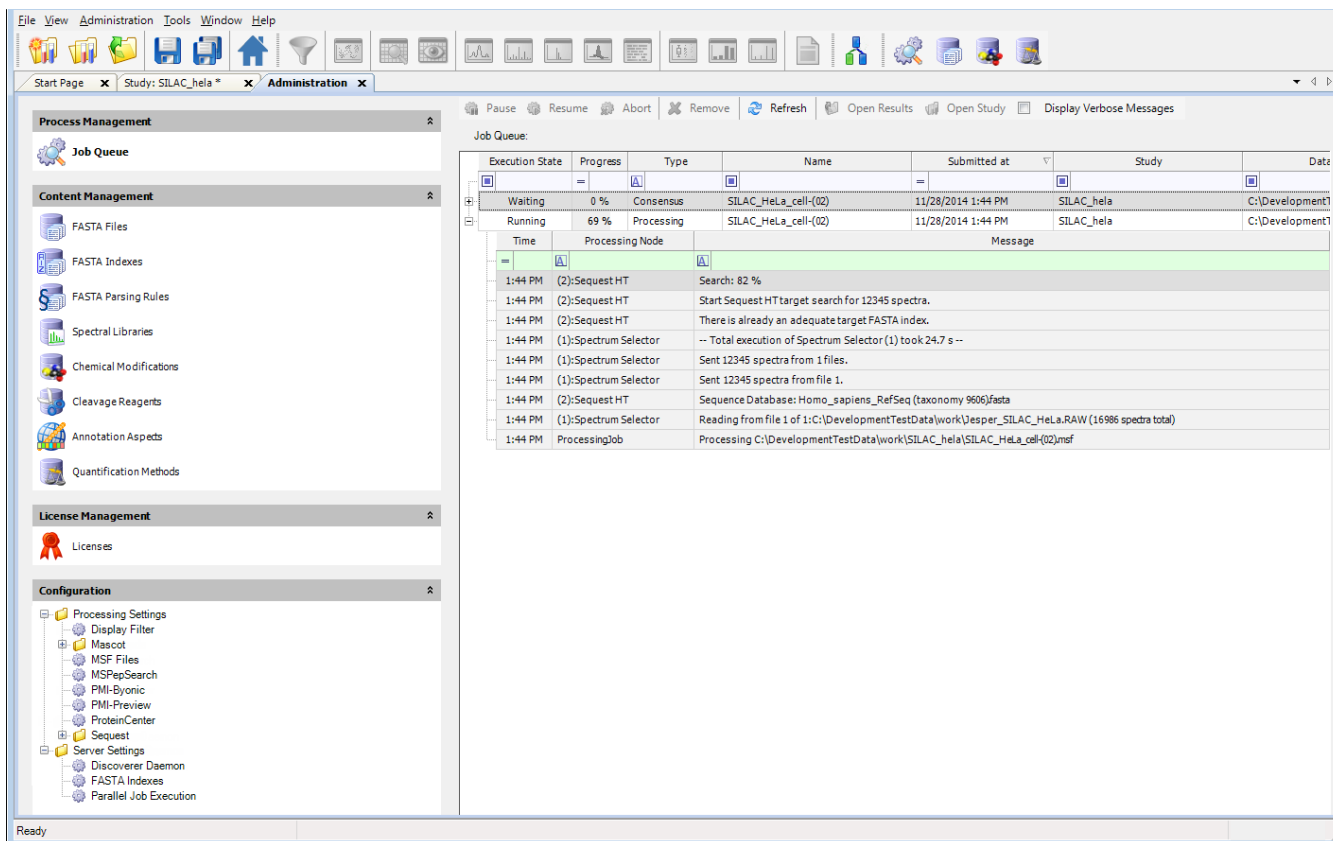 File View Administration Tools Window Help
Start Page x Study: SILAC_hela * x Administration x
Process Management
Job Queue
Content Management
FASTA Files
FASTA Indexes
FASTA Parsing Rules
Spectral Libraries
Chemical Modifications
Cleavage Reagents
Annotation Aspects
Quantification Methods
License Management
Licenses
Configuration
Processing Settings
Display Filter
Mascot
MSF Files
MSPepSearch
PMI-Byonic
PMI-Preview
ProteinCenter
Sequest
Server Settings
Discoverer Daemon
FASTA Indexes
Parallel Job Execution
Pause Resume Abort Remove Refresh Open Results Open Study Display Verbose Messages
Job Queue:
Execution State Progress Type Name Submitted at Study Data
= A =
Waiting 0 % Consensus SILAC_HeLa_cell-(02) 11/28/2014 1:44 PM SILAC_hela C:\DevelopmentT
Running 69 % Processing SILAC_HeLa_cell-(02) 11/28/2014 1:44 PM SILAC_hela C:\DevelopmentT
Time Processing Node Message
= A A
1:44 PM (2):Sequest HT Search: 82 %
1:44 PM (2):Sequest HT Start Sequest HT target search for 12345 spectra.
1:44 PM (2):Sequest HT There is already an adequate target FASTA index.
1:44 PM (1):Spectrum Selector -- Total execution of Spectrum Selector (1) took 24.7 s --
1:44 PM (1):Spectrum Selector Sent 12345 spectra from 1 files.
1:44 PM (1):Spectrum Selector Sent 12345 spectra from file 1.
1:44 PM (2):Sequest HT Sequence Database: Homo_sapiens_RefSeq (taxonomy 9606).fasta
1:44 PM (1):Spectrum Selector Reading from file 1 of 1:C:\DevelopmentTestData\work\Jesper_SILAC_HeLa.RAW (16986 spectra total)
1:44 PM ProcessingJob Processing C:\DevelopmentTestData\work\SILAC_hela\SILAC_HeLa_cell-(02).msf
Ready